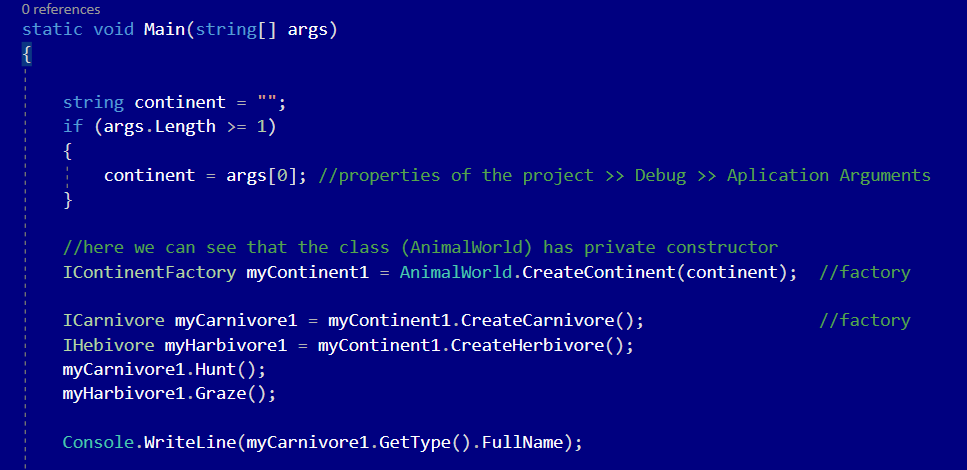 0 references
static void Main(string[] args)
{
string continent = "";
if (args.Length >= 1)
{
continent = args[0]; //properties of the project >> Debug >> Aplication Arguments
}
//here we can see that the class (AnimalWorld) has private constructor
IContinentFactory myContinent1 = AnimalWorld.CreateContinent(continent); //factory
ICarnivore myCarnivore1 = myContinent1.CreateCarnivore(); //factory
IHebivore myHarbivore1 = myContinent1.CreateHerbivore();
myCarnivore1.Hunt();
myHarbivore1.Graze();
Console.WriteLine(myCarnivore1.GetType().FullName);